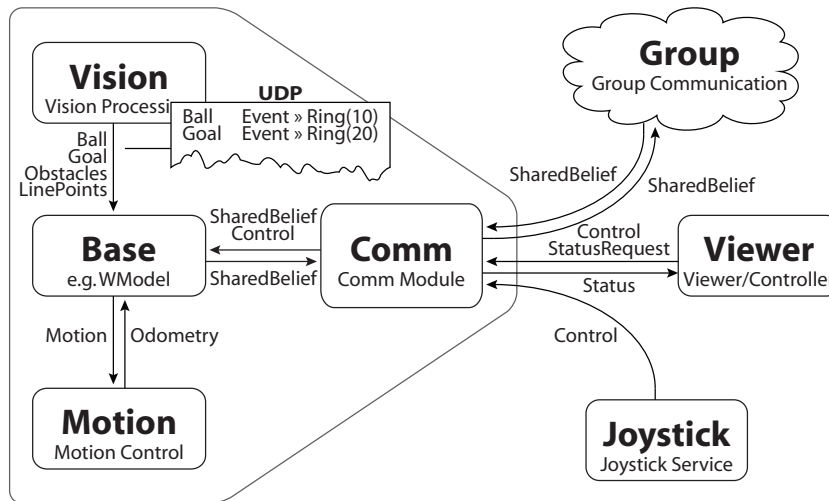 Vision
Vision Processin
UDP
Ball Event » Ring(10)
Goal Event » Ring(20)
Ball
Goal
Obstacles
LinePoints
Group
Group Communication
SharedBelief
SharedBelief
Base
e.g.WModel
SharedBelief
Control
SharedBelief
Comm
Comm Module
Control
StatusRequest
Status
Viewer
Viewer/Controller
Motion
Odometry
Control
Motion
Motion Control
Joystick
Joystick Service